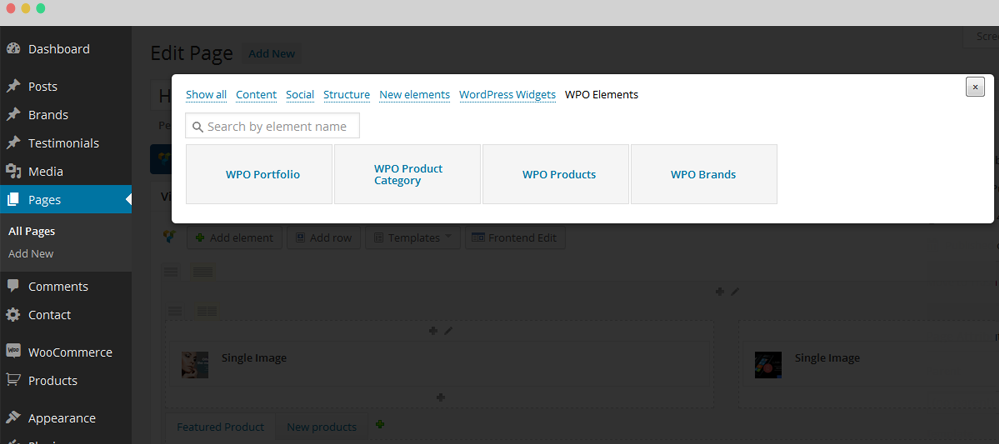 Dashboard
Edit Page Add New
Posts
Brands
Testimonials
Media
Pages
All Pages
Add New
Comments
Contact
WOO WooCommerce
Products
Appearance
Show all Content Social Structure New elements WordPress Widgets WPO Elements
×
Search by element name
WPO Portfolio
WPO Product
Category
WPO Products
WPO Brands
Add element Add row Templates Frontend Edit
Single Image
Single Image
Featured Product New products